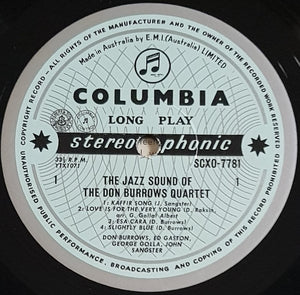 ALL RIGHTS OF THE MANUFACTURER AND OF THE OWNER OF THE RECORDED WORK RESERVED
UNAUTHORISED PUBLIC PERFORMANCE, BROADCASTING AND COPYING OF THIS RECORD PROHIBITED
COPYRIGHT RECORD
Made in Australia by E.M.I. (Australia) LIMITED
COLUMBIA
LONG PLAY
stereophonic
33⅓ R.P.M.
YTX1071
SCXO-7781
THE JAZZ SOUND OF
THE DON BURROWS QUARTET
1
1
1 - KAFFIR SONG (J. Sangster)
2 - LOVE IS FOR THE VERY YOUNG (D. Raksin,
arr. G. Golla)
3 - ESA CARA (D. Burrows)
4 - SLIGHTLY BLUE (D. Burrows)
DON BURROWS, ED GASTON,
GEORGE GOLLA, JOHN
SANGSTER